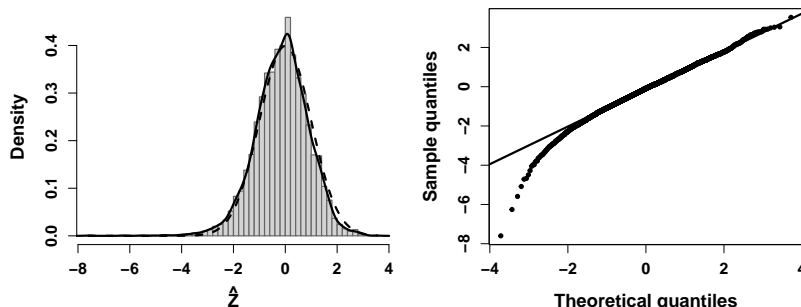 Density
0.0 0.1 0.2 0.3 0.4
−8 −6 −4 −2 0 2 4
Ẑ
Sample quantiles
−8 −6 −4 −2 0 2
−4 −2 0 2 4
Theoretical quantiles